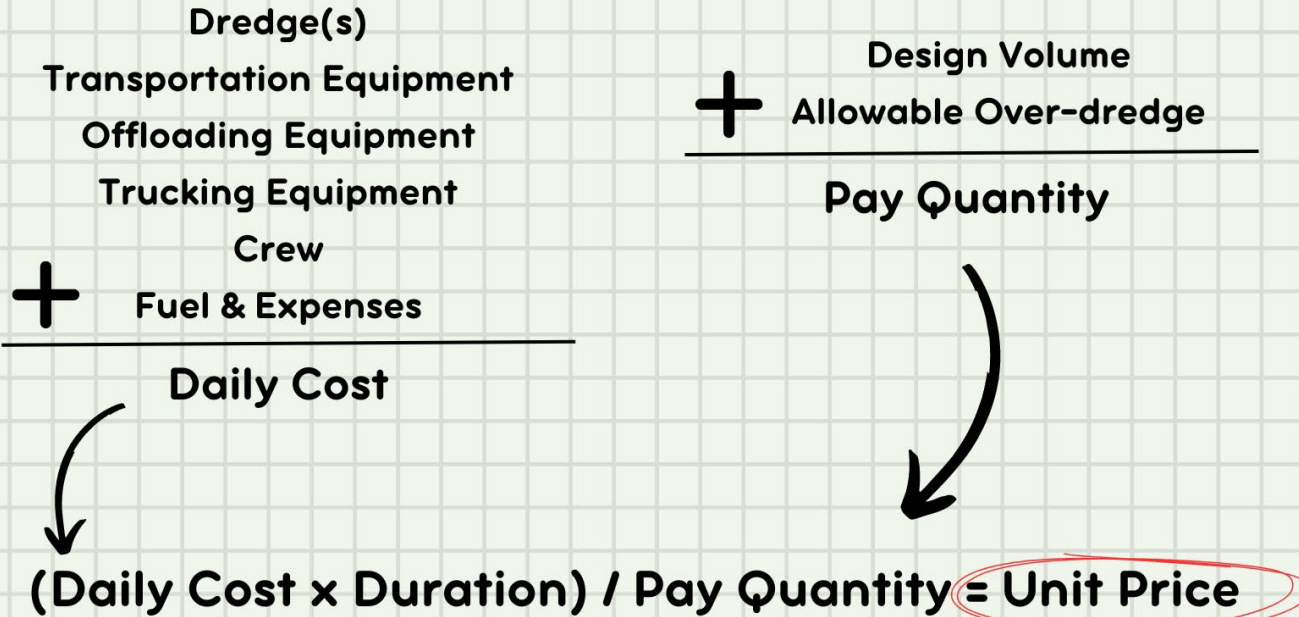 Dredge(s)
Transportation Equipment
Offloading Equipment
Trucking Equipment
Crew
+ Fuel & Expenses
Daily Cost
Design Volume
+ Allowable Over-dredge
Pay Quantity
(Daily Cost x Duration) / Pay Quantity = Unit Price